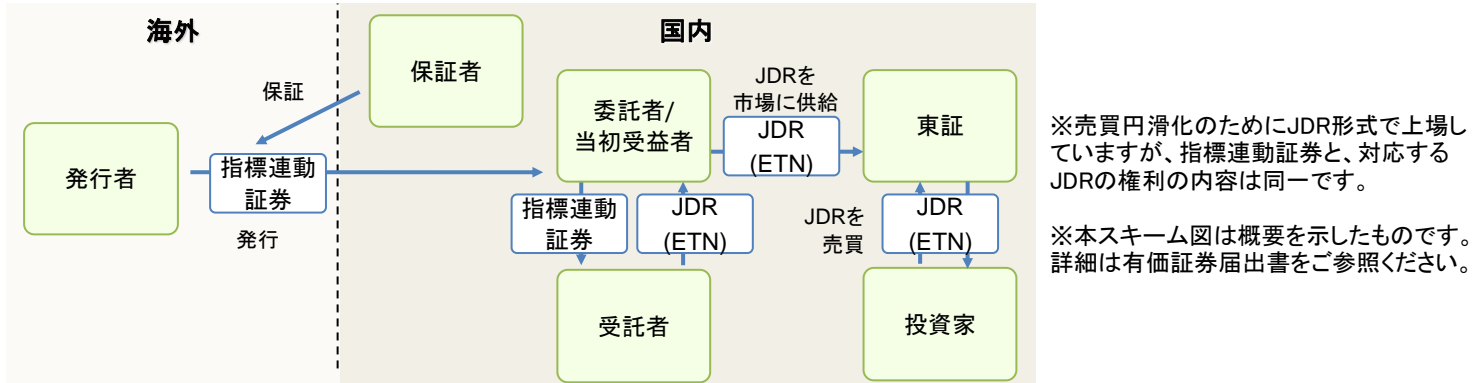 海外
国内
保証者
保証
発行者
指標連動
証券
発行
委託者/
当初受益者
JDRを
市場に供給
JDR
(ETN)
東証
指標連動
証券
JDR
(ETN)
JDRを
売買
JDR
(ETN)
受託者
投資家
※売買円滑化のためにJDR形式で上場し
ていますが、指標連動証券と、対応する
JDRの権利の内容は同一です。
※本スキーム図は概要を示したものです。
詳細は有価証券届出書をご参照ください。